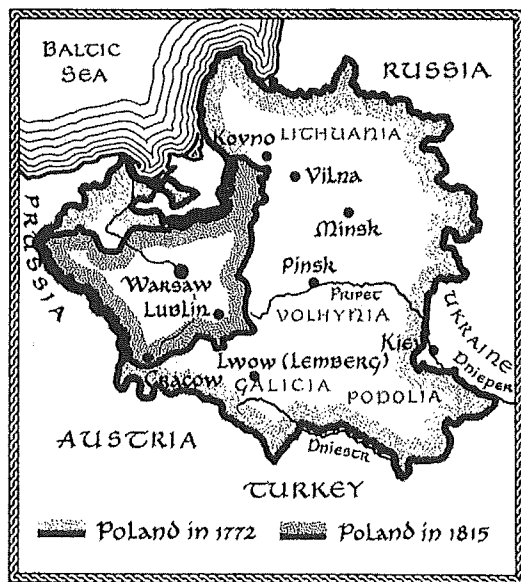 BALTIC
SEA
RUSSIA
LITHUANIA
Kovno
Vilna
PRUSSIA
Minsk
Pinsk
WARSAW
PRIPET
LUBLIN
VOLHYNIA
UKRAINE
Kiev
DNIEPER
CRACOW
LWOW (LEMBERG)
GALICIA
PODOLIA
AUSTRIA
DNIESTR
TURKEY
Poland in 1772
Poland in 1815